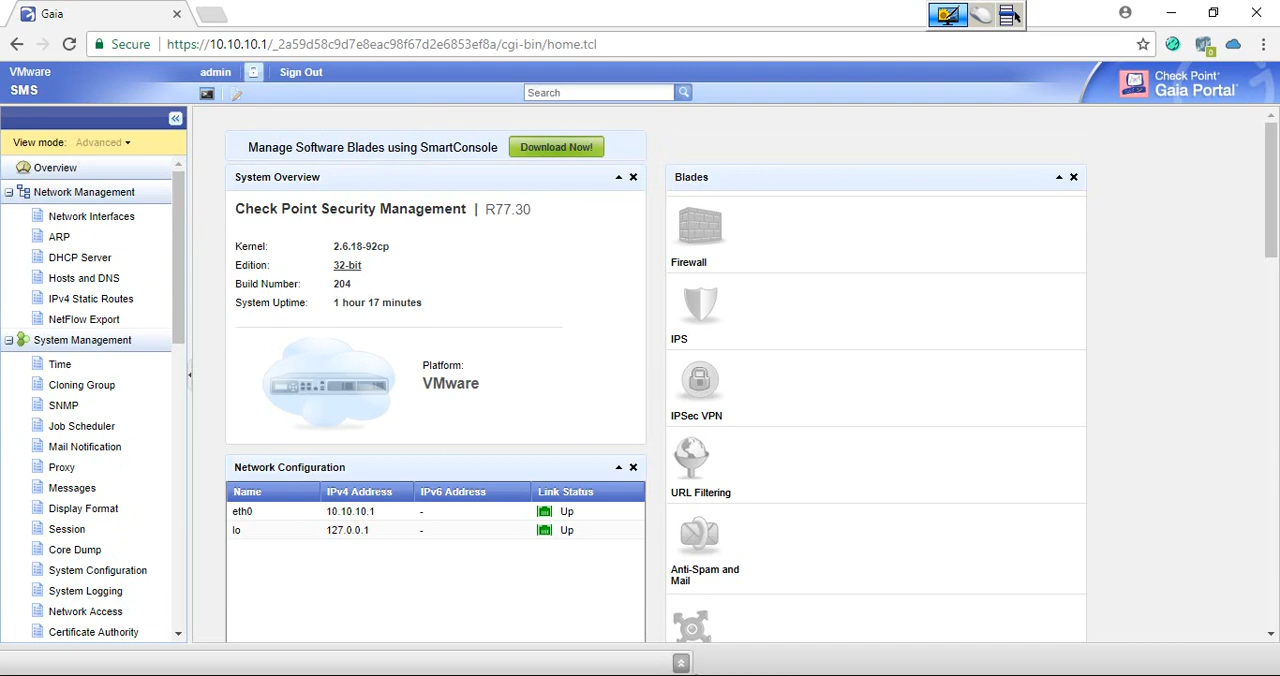 Gaia
Secure
https://10.10.10.1/_2a59d58c9d7e8eac98f67d2e6853ef8a/cgi-bin/home.tcl
VMware
SMS
admin
Sign Out
Search
Check Point®
Gaia Portal™
View mode: Advanced
Overview
Network Management
Network Interfaces
ARP
DHCP Server
Hosts and DNS
IPv4 Static Routes
NetFlow Export
System Management
Time
Cloning Group
SNMP
Job Scheduler
Mail Notification
Proxy
Messages
Display Format
Session
Core Dump
System Configuration
System Logging
Network Access
Certificate Authority
Manage Software Blades using SmartConsole
Download Now!
System Overview
Check Point Security Management | R77.30
Kernel: 2.6.18-92cp
Edition: 32-bit
Build Number: 204
System Uptime: 1 hour 17 minutes
Platform:
VMware
Network Configuration
Name IPv4 Address IPv6 Address Link Status
eth0 10.10.10.1 - Up
lo 127.0.0.1 - Up
Blades
Firewall
IPS
IPSec VPN
URL Filtering
Anti-Spam and
Mail
0